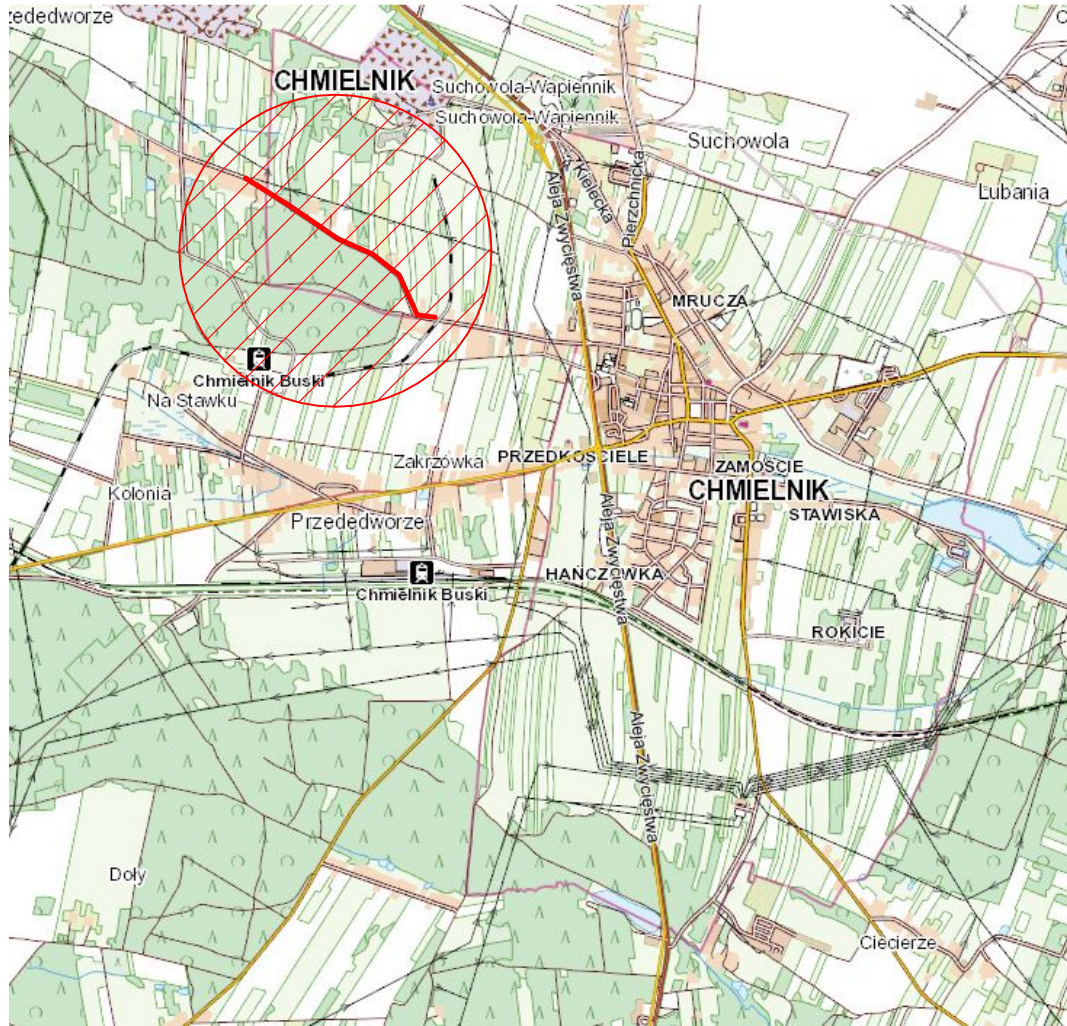 zededworze
CHMIELNIK
Suchowola-Wapiennik
Suchowola-Wapiennik
Suchowola
Lubania
Kielecka
Pierzchnicka
Aleja Zwycięstwa
MRUCZA
Chmielnik Buski
Na Stawku
Zakrzówka
PRZEDKOŚCIELE
ZAMOŚCIE
CHMIELNIK
STAWISKA
Kolonia
Przededworze
Aleja Zwycięstwa
HAŃCZÓWKA
Chmielnik Buski
ROKICIE
Aleja Zwycięstwa
Doły
Ciecierze